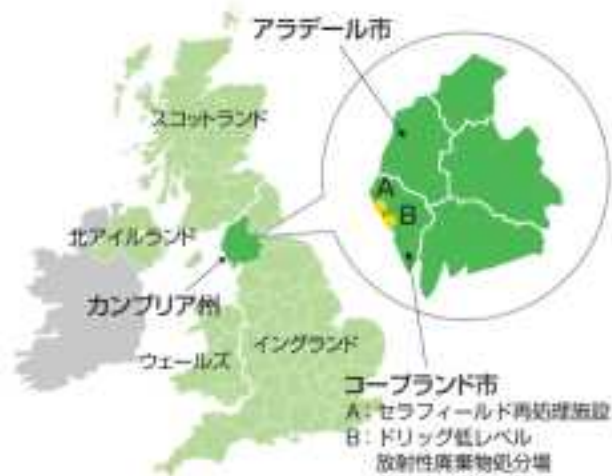 アラデール市
スコットランド
北アイルランド
カンブリア州
ウェールズ
イングランド
A
B
コープランド市
A：セラフィールド再処理施設
B：ドリッグ低レベル
放射性廃棄物処分場